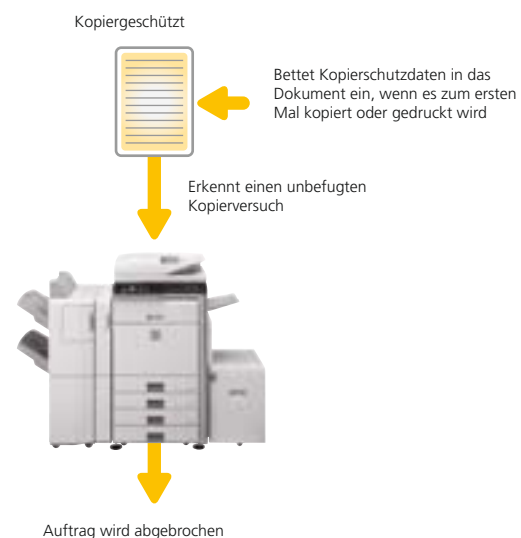 Kopiergeschützt
Bettet Kopierschutzdaten in das
Dokument ein, wenn es zum ersten
Mal kopiert oder gedruckt wird
Erkennt einen unbefugten
Kopierversuch
Auftrag wird abgebrochen